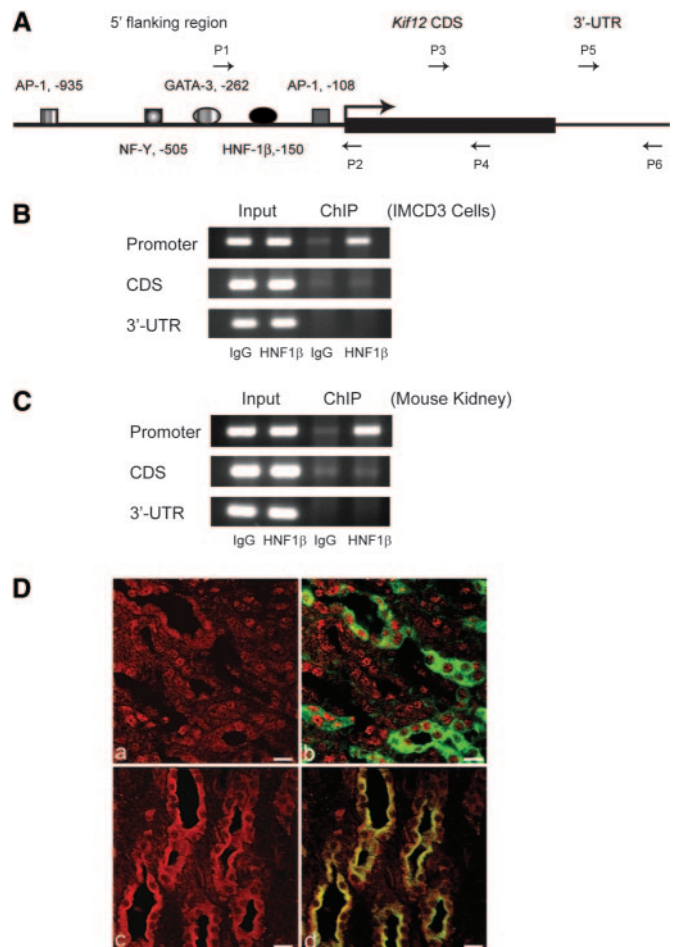 A
5' flanking region
Kif12 CDS
3'-UTR
P1
P3
P5
AP-1, -935
GATA-3, -262
AP-1, -108
NF-Y, -505
HNF-1β,-150
P2
P4
P6
B
Input
ChIP
(IMCD3 Cells)
Promoter
CDS
3'-UTR
IgG
HNF1β
IgG
HNF1β
C
Input
ChIP
(Mouse Kidney)
Promoter
CDS
3'-UTR
IgG
HNF1β
IgG
HNF1β
D
a
b
c
d